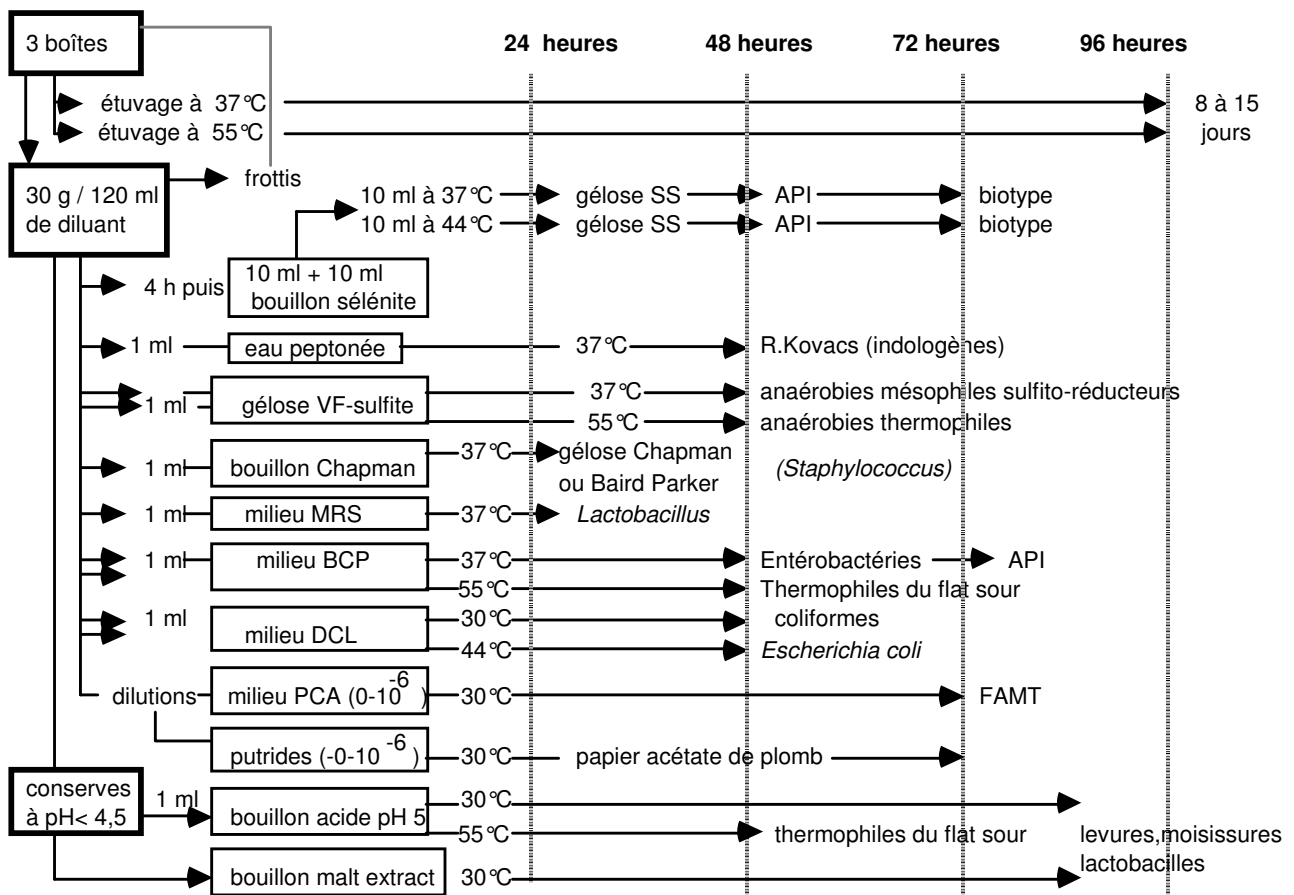 3 boîtes
24 heures 48 heures 72 heures 96 heures
étuvage à 37°C
étuvage à 55°C
8 à 15
jours
30 g / 120 ml
de diluant
frottis
10 ml à 37°C gélose SS API biotype
10 ml à 44°C gélose SS API biotype
4 h puis
10 ml + 10 ml
bouillon sélénite
1 ml eau peptonée 37°C R.Kovacs (indologènes)
1 ml gélose VF-sulfite
37°C anaérobies mésophiles sulfito-réducteurs
55°C anaérobies thermophiles
1 ml bouillon Chapman 37°C gélose Chapman
ou Baird Parker
(Staphylococcus)
1 ml milieu MRS 37°C Lactobacillus
1 ml milieu BCP 37°C Entérobactéries API
55°C Thermophiles du flat sour
1 ml milieu DCL 30°C coliformes
44°C Escherichia coli
dilutions milieu PCA (0-10-6) 30°C FAMT
putrides (-0-10 -6) 30°C papier acétate de plomb
conserves
à pH< 4,5
1 ml bouillon acide pH 5 30°C
55°C thermophiles du flat sour
levures,moisissures
lactobacilles
bouillon malt extract 30°C